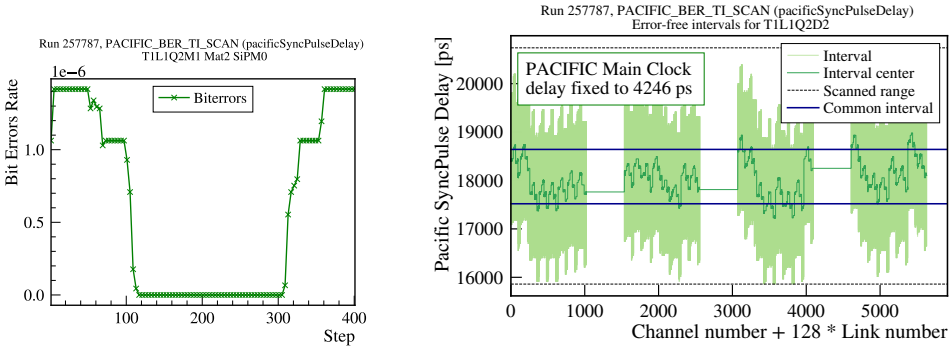 Run 257787, PACIFIC_BER_TI_SCAN (pacificSyncPulseDelay)
T1L1Q2M1 Mat2 SiPM0
1e−6
Bit Errors Rate
1.0
0.5
0.0
Biterrors
100
200
300
400
Step
Run 257787, PACIFIC_BER_TI_SCAN (pacificSyncPulseDelay)
Error-free intervals for T1L1Q2D2
Pacific SyncPulse Delay [ps]
20000
19000
18000
17000
16000
PACIFIC Main Clock
delay fixed to 4246 ps
Interval
Interval center
Scanned range
Common interval
0
1000
2000
3000
4000
5000
Channel number + 128 * Link number